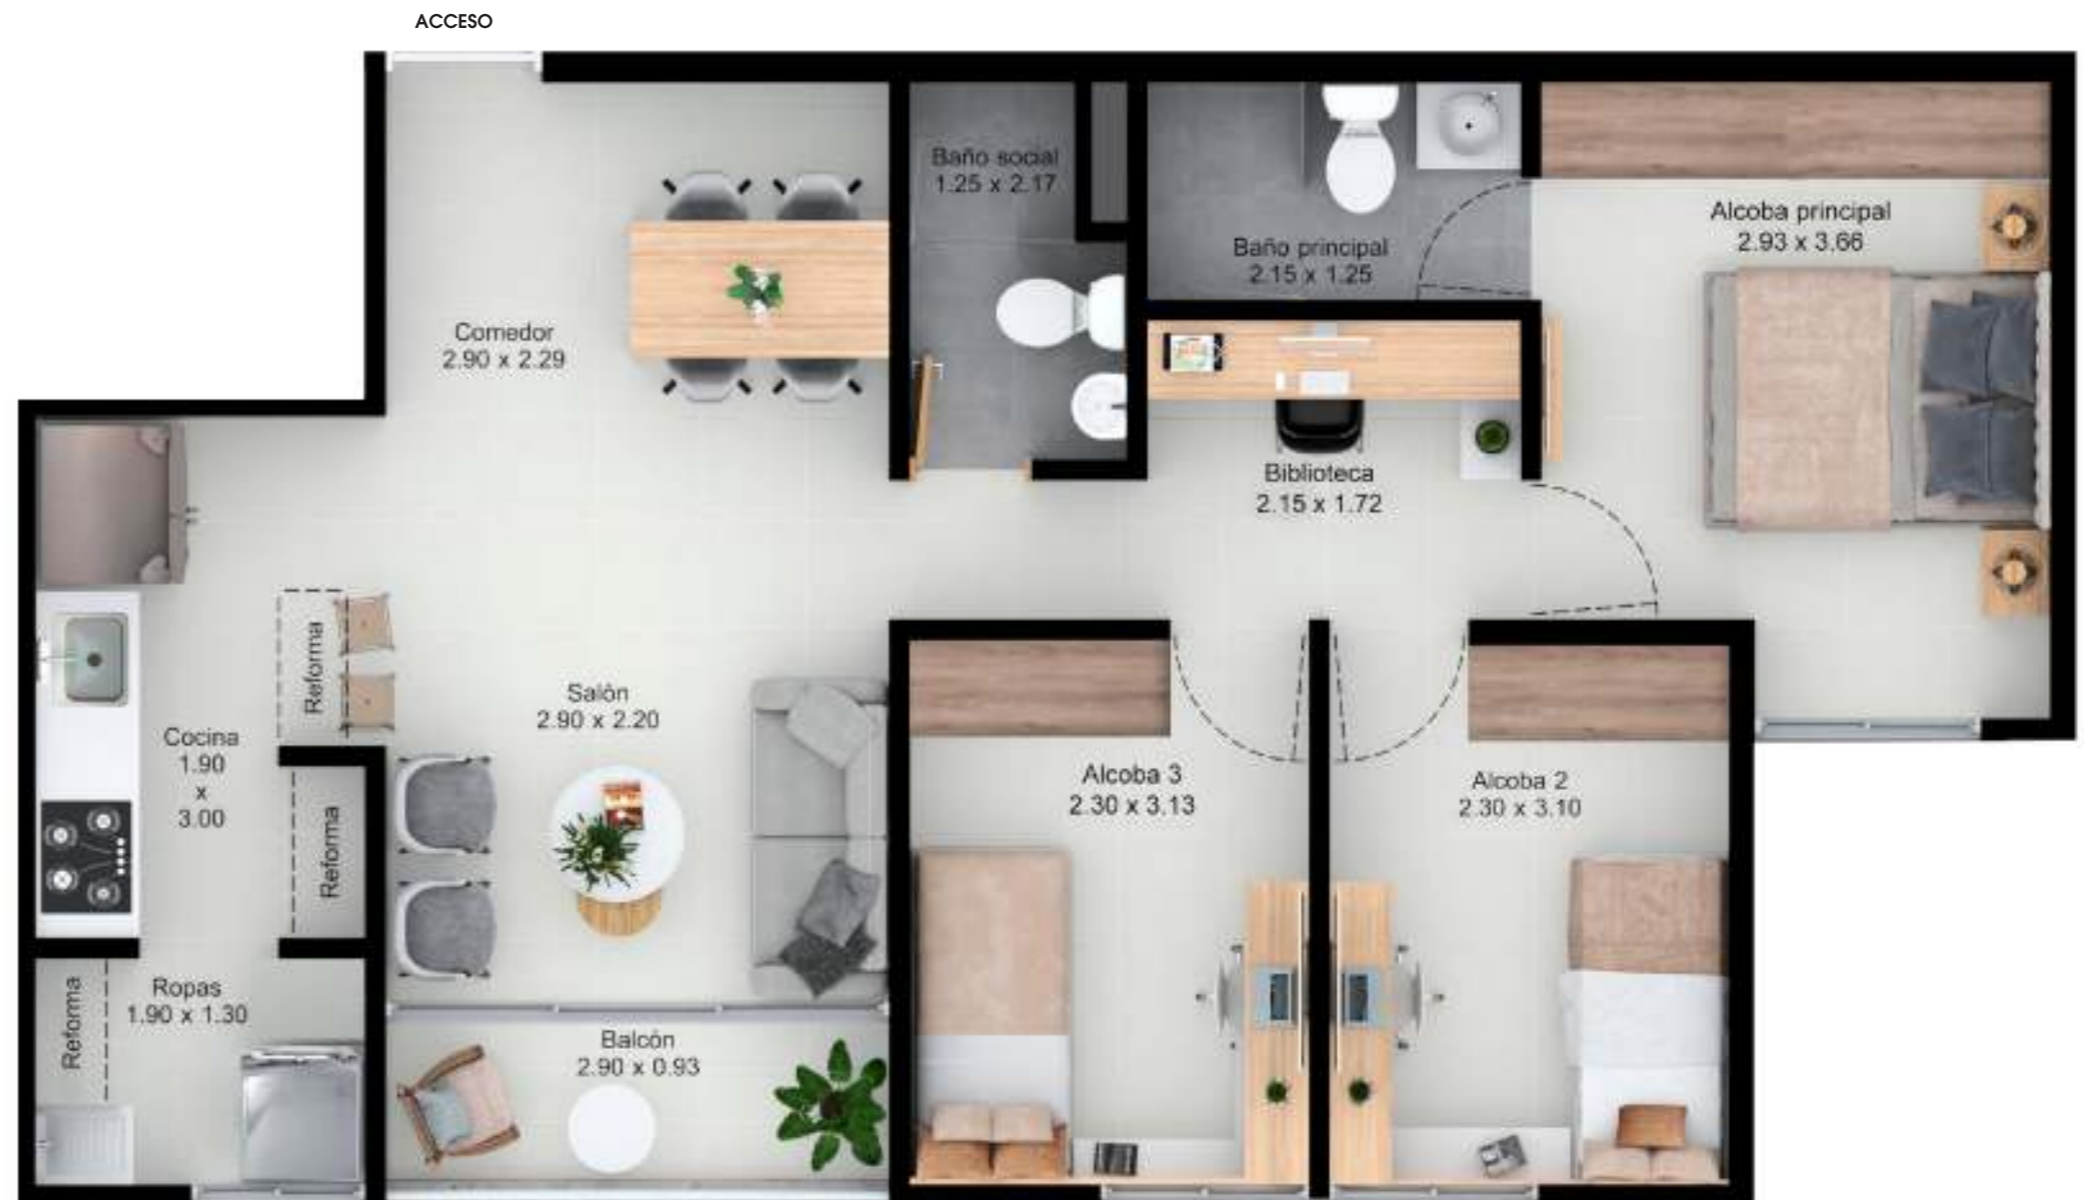 ACCESO
Baño social
1.25 x 2.17
Baño principal
2.15 x 1.25
Alcoba principal
2.93 x 3.66
Comedor
2.90 x 2.29
Biblioteca
2.15 x 1.72
Reforma
Salón
2.90 x 2.20
Cocina
1.90
x
3.00
Reforma
Alcoba 3
2.30 x 3.13
Alcoba 2
2.30 x 3.10
Reforma
Ropas
1.90 x 1.30
Balcón
2.90 x 0.93